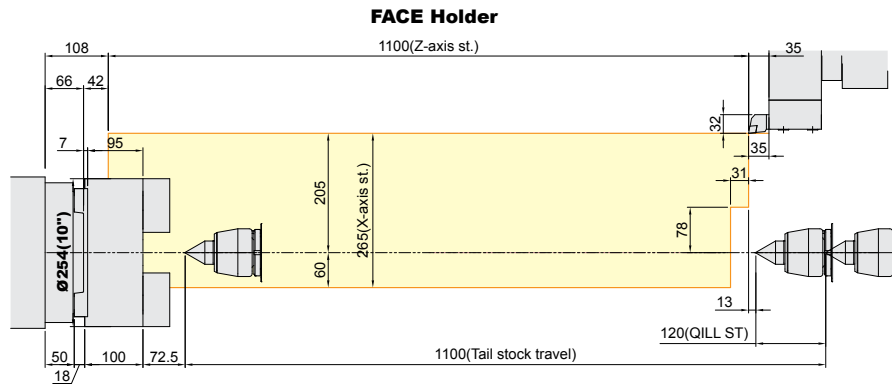 FACE Holder
108
1100(Z-axis st.)
35
66
42
32
7
95
35
31
205
265(X-axis st.)
78
Ø254(10")
60
13
120(QILL ST)
50
100
72.5
1100(Tail stock travel)
18